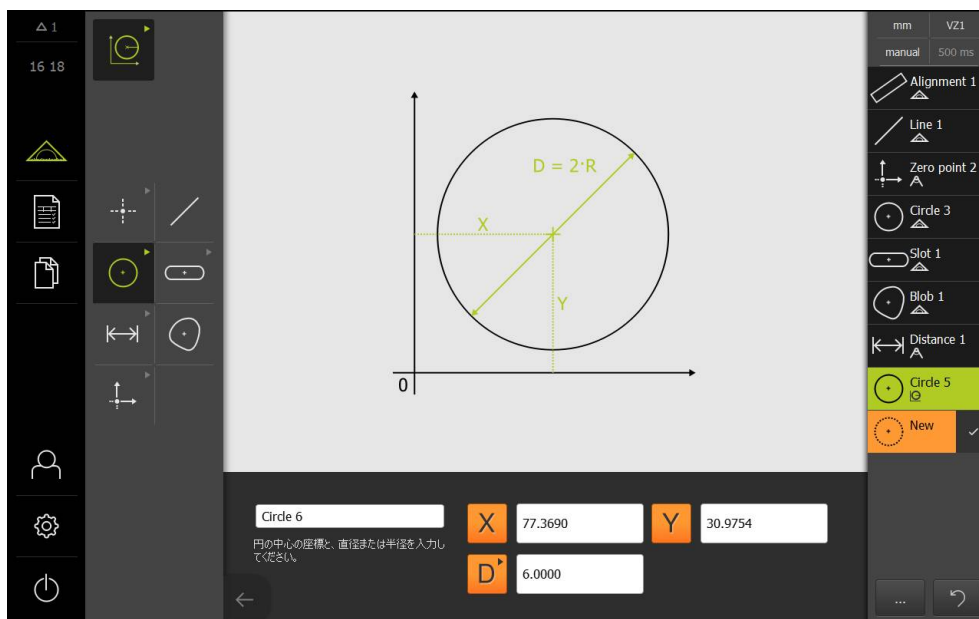 1
16 18
D = 2·R
X
Y
0
Circle 6
円の中心の座標と、直径または半径を入力し
てください。
X
77.3690
Y
30.9754
D
6.0000
mm
VZ1
manual
500 ms
Alignment 1
Line 1
Zero point 2
Circle 3
Slot 1
Blob 1
Distance 1
Circle 5
New
...